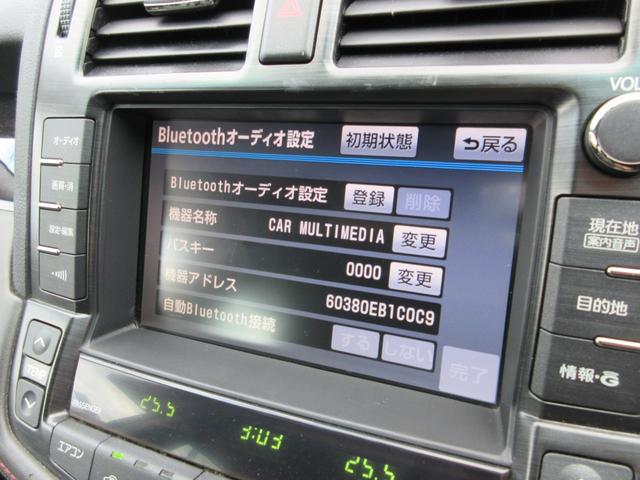 VOL
オーディオ
画質・消
設定・編集
TEMP
エアコン
Bluetoothオーディオ設定 初期状態 戻る
Bluetoothオーディオ設定 登録 削除
機器名称 CAR MULTIMEDIA 変更
パスキー 0000 変更
機器アドレス 60380EB1C0C9
自動Bluetooth接続 する しない
完了
現在地
案内音声
目的地
情報・G
PASSENGER
25.5
3:03
25.5